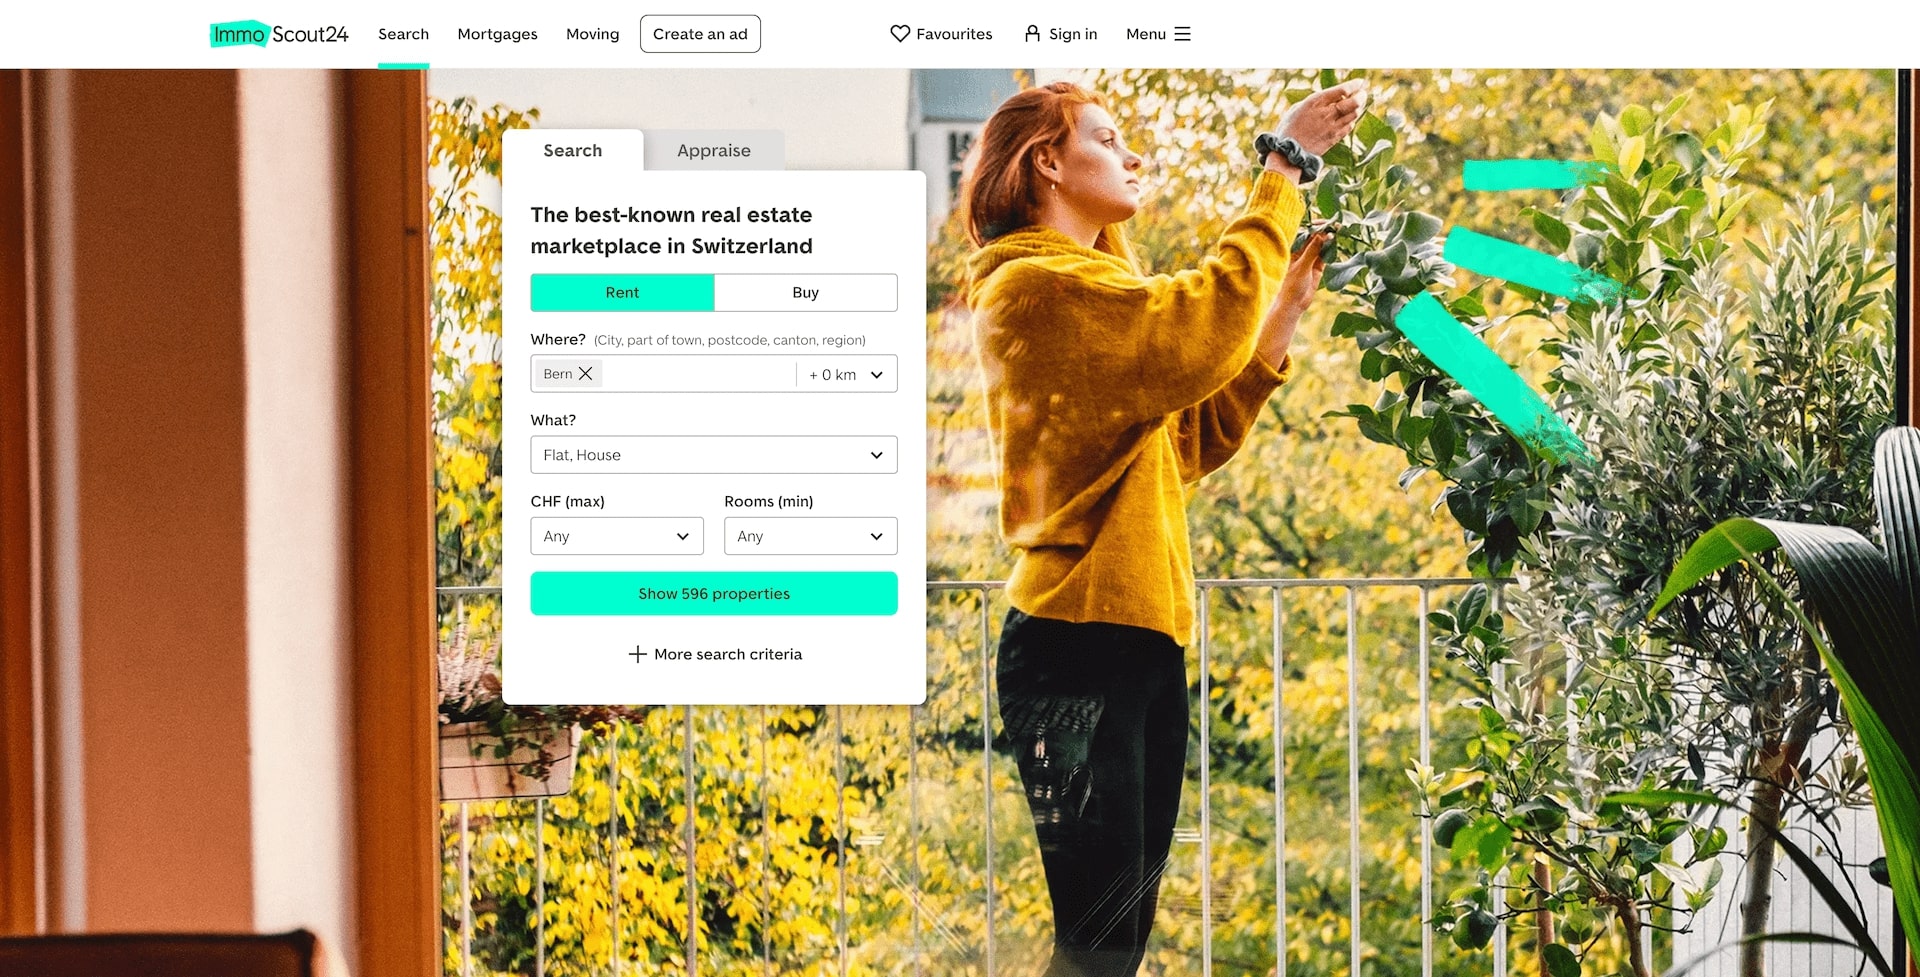 ImmoScout24
Search
Mortgages
Moving
Create an ad
Favourites
Sign in
Menu
Search
Appraise
The best-known real estate
marketplace in Switzerland
Rent
Buy
Where? (City, part of town, postcode, canton, region)
Bern
+ 0 km
What?
Flat, House
CHF (max)
Rooms (min)
Any
Any
Show 596 properties
More search criteria